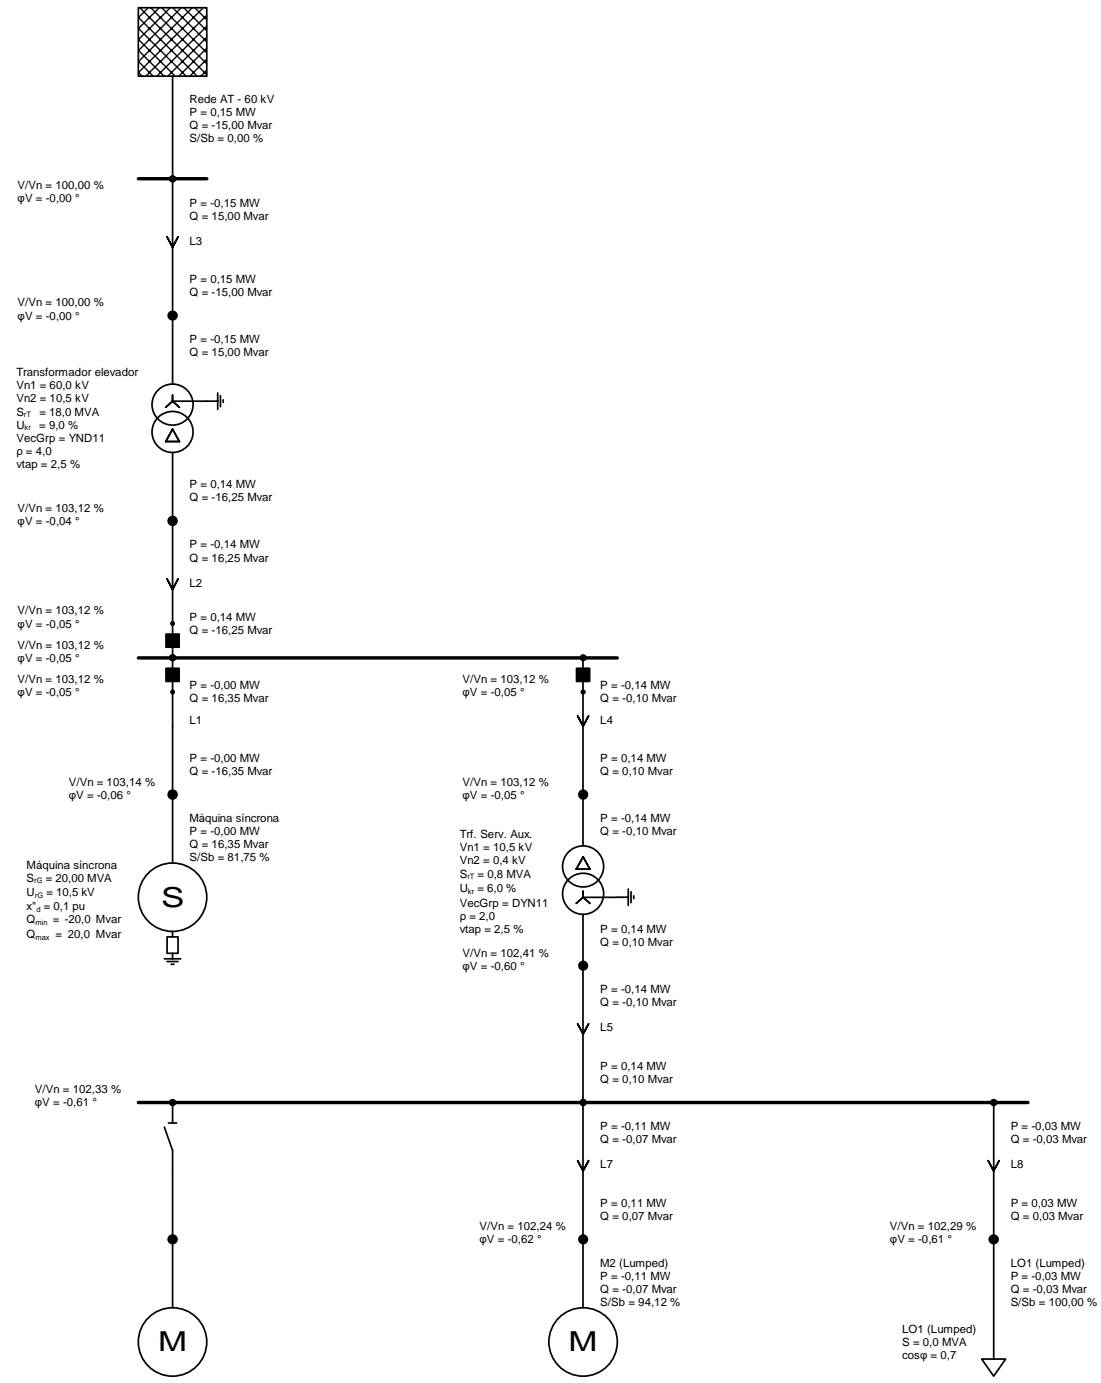 Rede AT - 60 kV
P = 0,15 MW
Q = -15,00 Mvar
S/Sb = 0,00 %
V/Vn = 100,00 %
φV = -0,00 °
P = -0,15 MW
Q = 15,00 Mvar
L3
P = 0,15 MW
Q = -15,00 Mvar
V/Vn = 100,00 %
φV = -0,00 °
P = -0,15 MW
Q = 15,00 Mvar
Transformador elevador
Vn1 = 60,0 kV
Vn2 = 10,5 kV
SrT = 18,0 MVA
Ukr = 9,0 %
VecGrp = YND11
ρ = 4,0
vtap = 2,5 %
P = 0,14 MW
Q = -16,25 Mvar
V/Vn = 103,12 %
φV = -0,04 °
P = -0,14 MW
Q = 16,25 Mvar
L2
V/Vn = 103,12 %
φV = -0,05 °
P = 0,14 MW
Q = -16,25 Mvar
V/Vn = 103,12 %
φV = -0,05 °
V/Vn = 103,12 %
φV = -0,05 °
P = -0,00 MW
Q = 16,35 Mvar
L1
P = -0,00 MW
Q = -16,35 Mvar
V/Vn = 103,14 %
φV = -0,06 °
Máquina síncrona
P = -0,00 MW
Q = 16,35 Mvar
S/Sb = 81,75 %
Máquina síncrona
SrG = 20,00 MVA
UrG = 10,5 kV
x"d = 0,1 pu
Qmin = -20,0 Mvar
Qmax = 20,0 Mvar
S
V/Vn = 103,12 %
φV = -0,05 °
P = -0,14 MW
Q = -0,10 Mvar
L4
P = 0,14 MW
Q = 0,10 Mvar
V/Vn = 103,12 %
φV = -0,05 °
P = -0,14 MW
Q = -0,10 Mvar
Trf. Serv. Aux.
Vn1 = 10,5 kV
Vn2 = 0,4 kV
SrT = 0,8 MVA
Ukr = 6,0 %
VecGrp = DYN11
ρ = 2,0
vtap = 2,5 %
P = 0,14 MW
Q = 0,10 Mvar
V/Vn = 102,41 %
φV = -0,60 °
P = -0,14 MW
Q = -0,10 Mvar
L5
P = 0,14 MW
Q = 0,10 Mvar
V/Vn = 102,33 %
φV = -0,61 °
P = -0,11 MW
Q = -0,07 Mvar
L7
P = 0,11 MW
Q = 0,07 Mvar
V/Vn = 102,24 %
φV = -0,62 °
M2 (Lumped)
P = -0,11 MW
Q = -0,07 Mvar
S/Sb = 94,12 %
M
M
P = -0,03 MW
Q = -0,03 Mvar
L8
P = 0,03 MW
Q = 0,03 Mvar
V/Vn = 102,29 %
φV = -0,61 °
LO1 (Lumped)
P = -0,03 MW
Q = -0,03 Mvar
S/Sb = 100,00 %
LO1 (Lumped)
S = 0,0 MVA
cosφ = 0,7